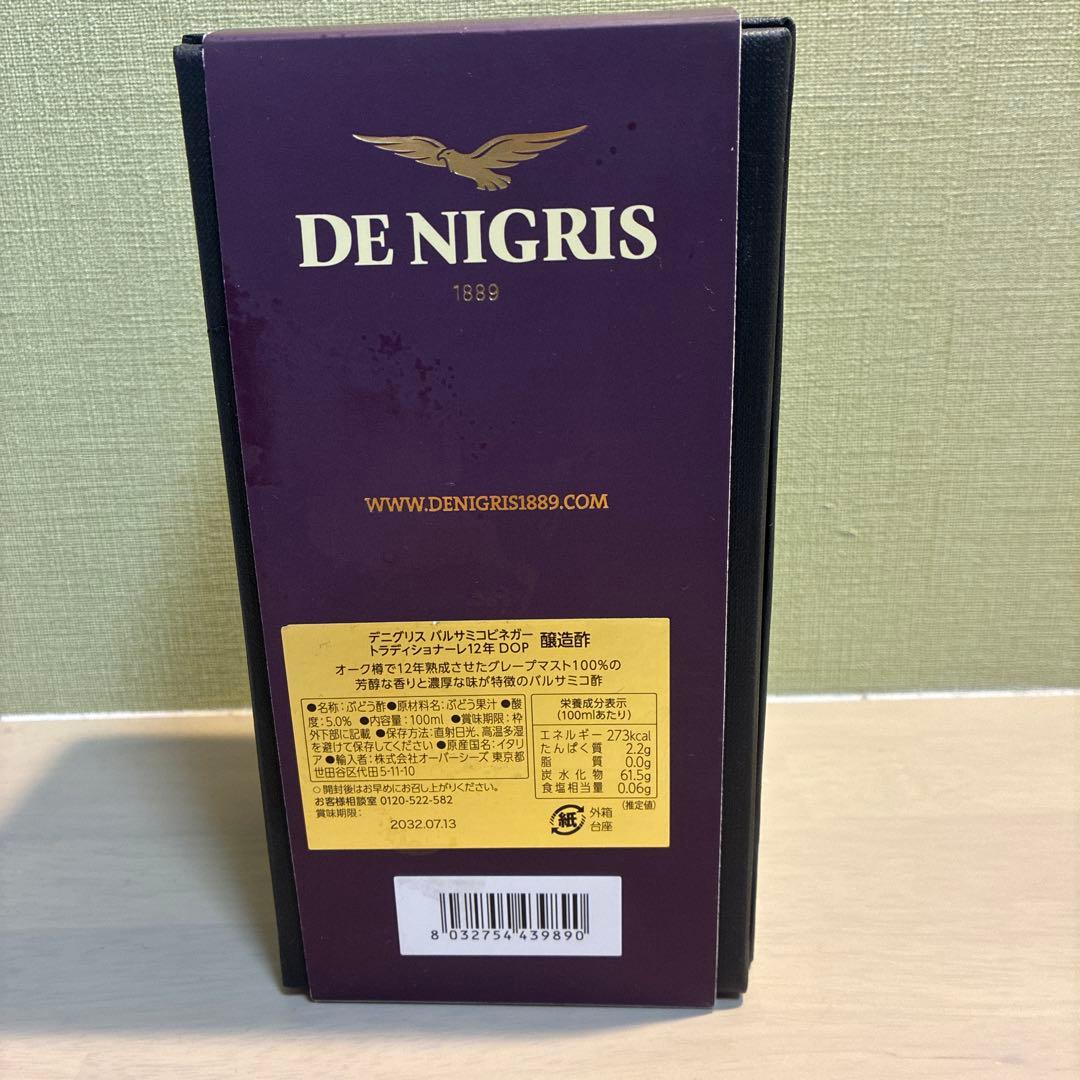 DE NIGRIS
1889
WWW.DENIGRIS1889.COM
デニグリス バルサミコビネガー
トラディショナーレ12年 DOP 醸造酢
オーク樽で12年熟成させたグレープマスト100%の
芳醇な香りと濃厚な味が特徴のバルサミコ酢
●名称:ぶどう酢●原材料名:ぶどう果汁●酸
度:5.0% ●内容量:100ml ●賞味期限:枠
外下部に記載 ●保存方法:直射日光、高温多湿
を避けて保存してください ●原産国名:イタリ
ア ●輸入者:株式会社オーバーシーズ 東京都
世田谷区代田5-11-10
○開封後はお早めにお召し上がりください。
お客様相談室 0120-522-582
賞味期限:
2032.07.13
栄養成分表示
(100mlあたり)
エネルギー 273kcal
たんぱく質 2.2g
脂質 0.0g
炭水化物 61.5g
食塩相当量 0.06g
(推定値)
紙 外箱
台座
8 032754 439890